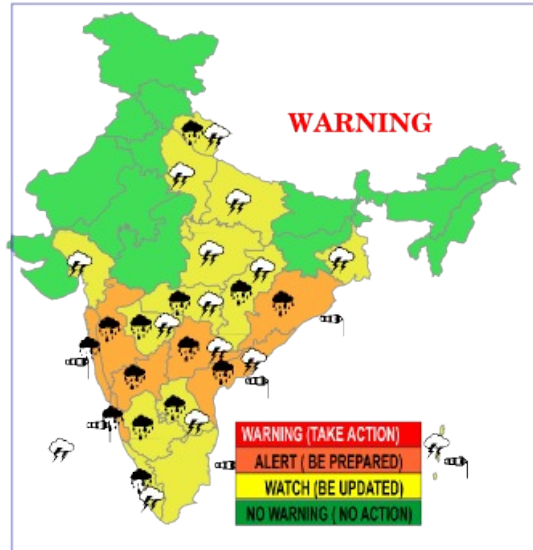 WARNING
WARNING (TAKE ACTION)
ALERT ( BE PREPARED)
WATCH (BE UPDATED)
NO WARNING ( NO ACTION)